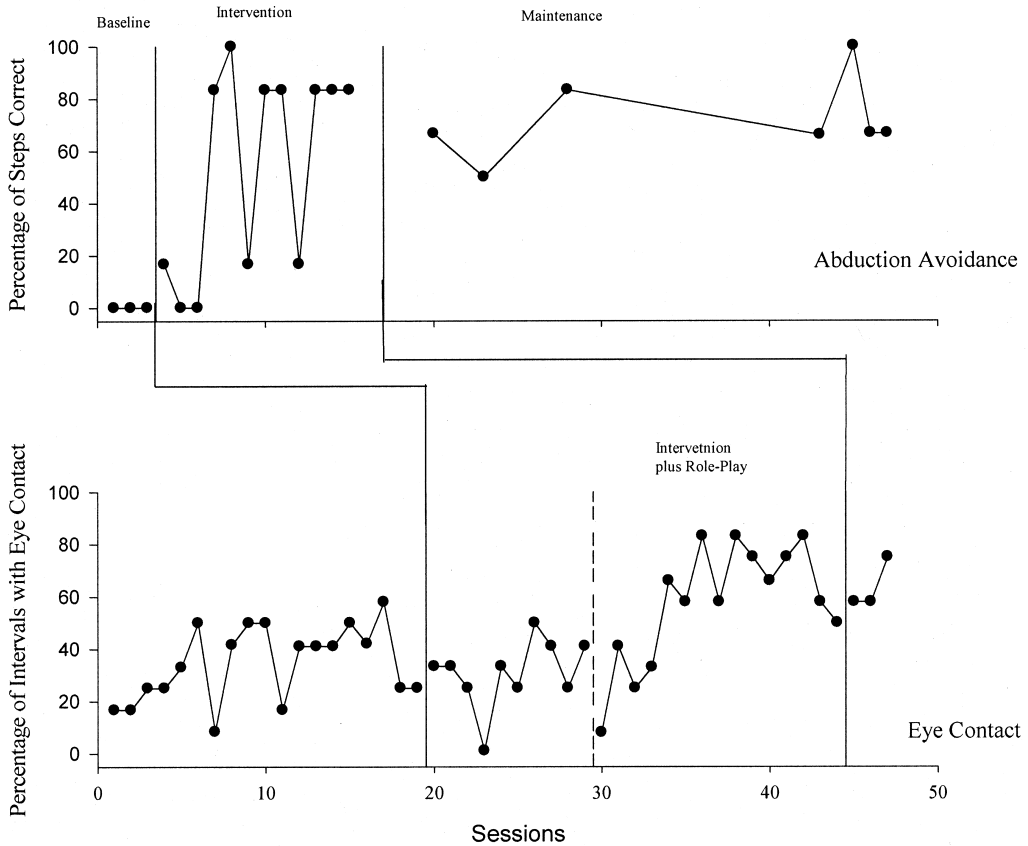 Baseline
Intervention
Maintenance
Percentage of Steps Correct
100
80
60
40
20
0
Abduction Avoidance
Intervetnion
plus Role-Play
Percentage of Intervals with Eye Contact
100
80
60
40
20
0
Eye Contact
0 10 20 30 40 50
Sessions